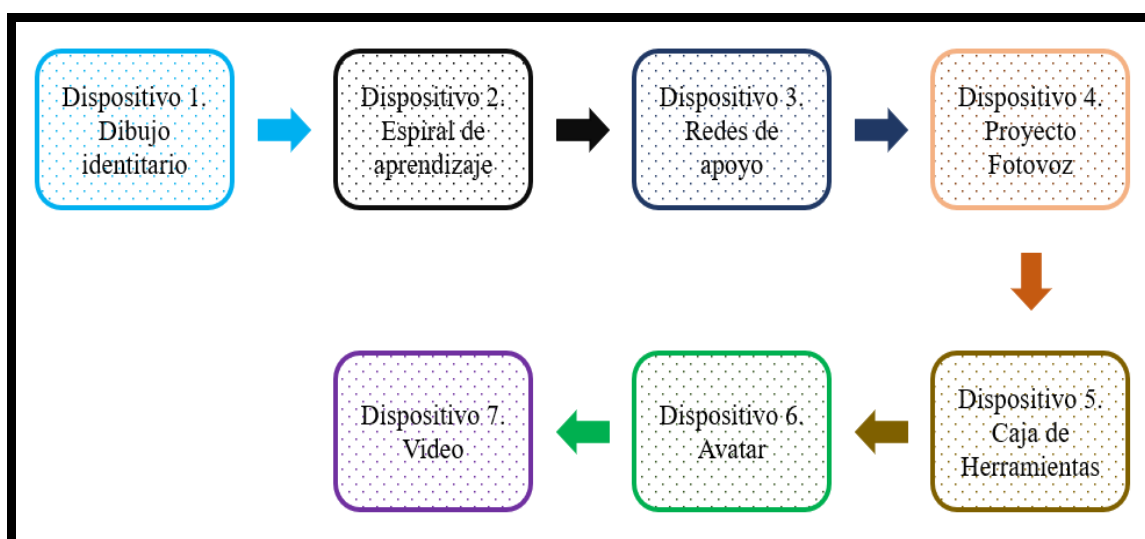 Dispositivo 1.
Dibujo
identitario
Dispositivo 2.
Espiral de
aprendizaje
Dispositivo 3.
Redes de
apoyo
Dispositivo 4.
Proyecto
Fotovoz
Dispositivo 5.
Caja de
Herramientas
Dispositivo 6.
Avatar
Dispositivo 7.
Video